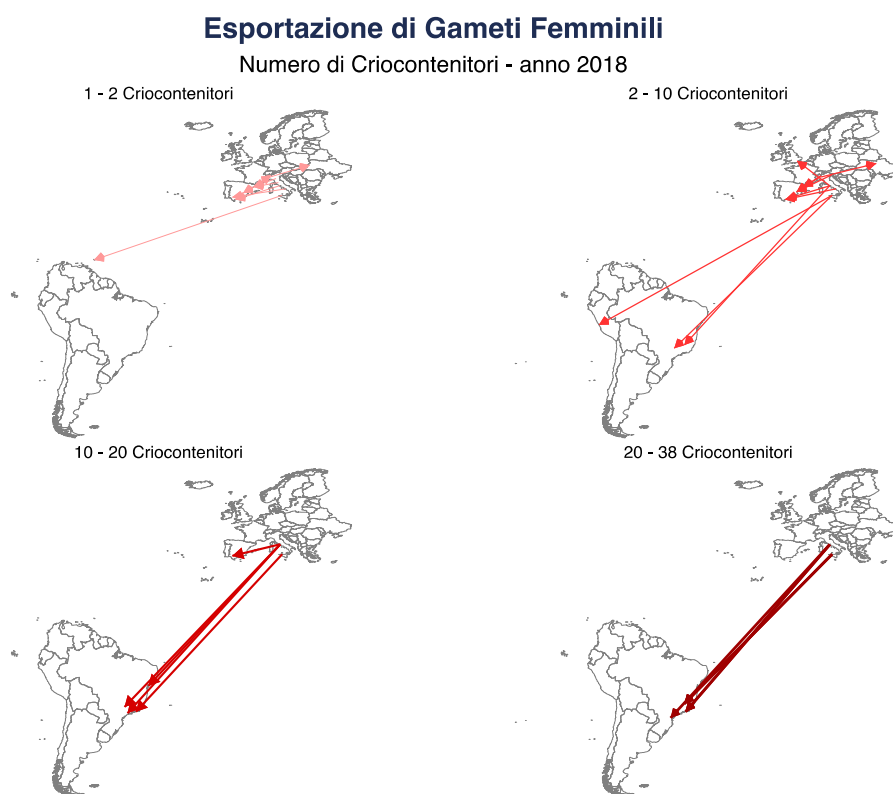 Esportazione di Gameti Femminili
Numero di Criocontenitori - anno 2018
1 - 2 Criocontenitori
2 - 10 Criocontenitori
10 - 20 Criocontenitori
20 - 38 Criocontenitori